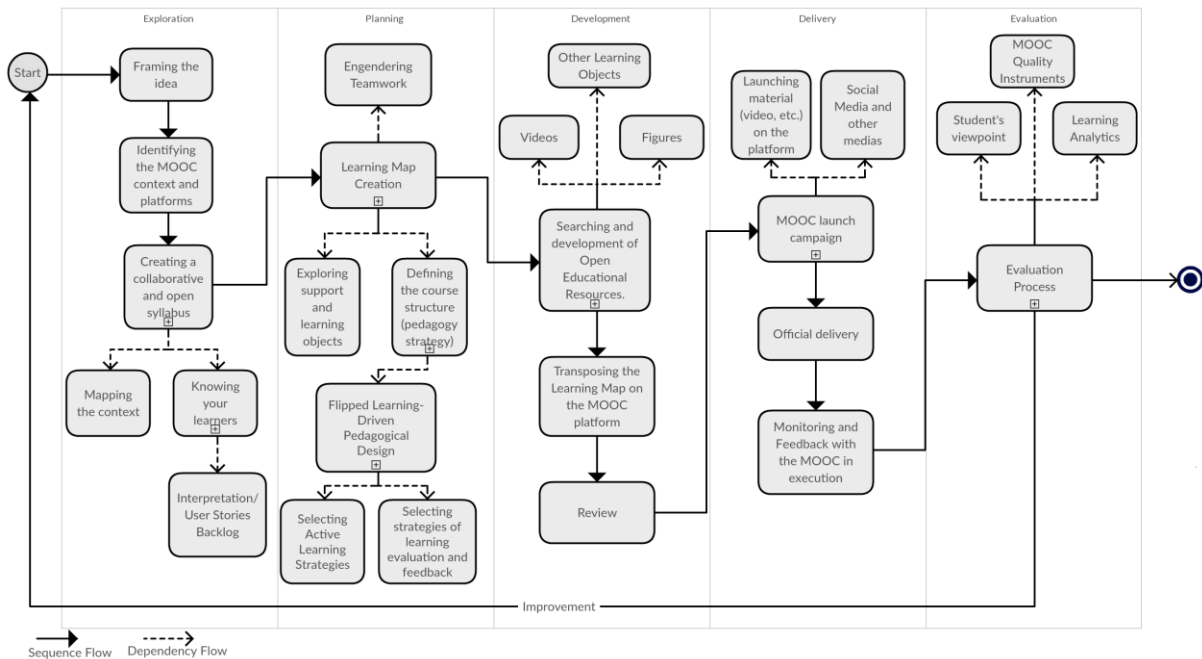 Exploration
Planning
Development
Delivery
Evaluation
Start
Framing the
idea
Identifying
the MOOC
context and
platforms
Creating a
collaborative
and open
syllabus
Mapping
the context
Knowing
your
learners
Interpretation/
User Stories
Backlog
Engendering
Teamwork
Learning Map
Creation
Exploring
support
and
learning
objects
Defining
the course
structure
(pedagogy
strategy)
Flipped Learning-
Driven
Pedagogical
Design
Selecting
Active
Learning
Strategies
Selecting
strategies of
learning
evaluation and
feedback
Other Learning
Objects
Videos
Figures
Searching and
development of
Open
Educational
Resources.
Transposing the
Learning Map on
the MOOC
platform
Review
Launching
material
(video, etc.)
on the
platform
Social
Media and
other
medias
MOOC launch
campaign
Official delivery
Monitoring and
Feedback with
the MOOC in
execution
MOOC
Quality
Instruments
Student's
viewpoint
Learning
Analytics
Evaluation
Process
Improvement
Sequence Flow
Dependency Flow